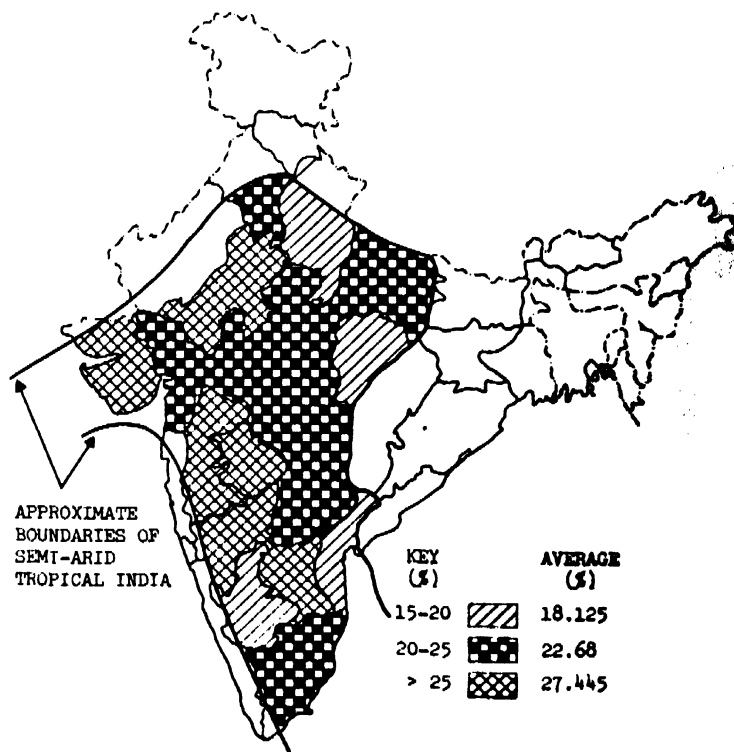 APPROXIMATE
BOUNDARIES OF
SEMI-ARID
TROPICAL INDIA
KEY AVERAGE
(%) (%)
15-20 18.125
20-25 22.68
> 25 27.445